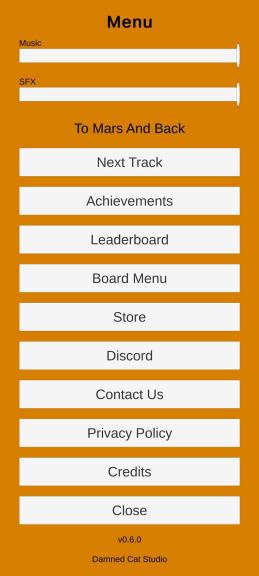 Menu
Music
SFX
To Mars And Back
Next Track
Achievements
Leaderboard
Board Menu
Store
Discord
Contact Us
Privacy Policy
Credits
Close
v0.6.0
Damned Cat Studio